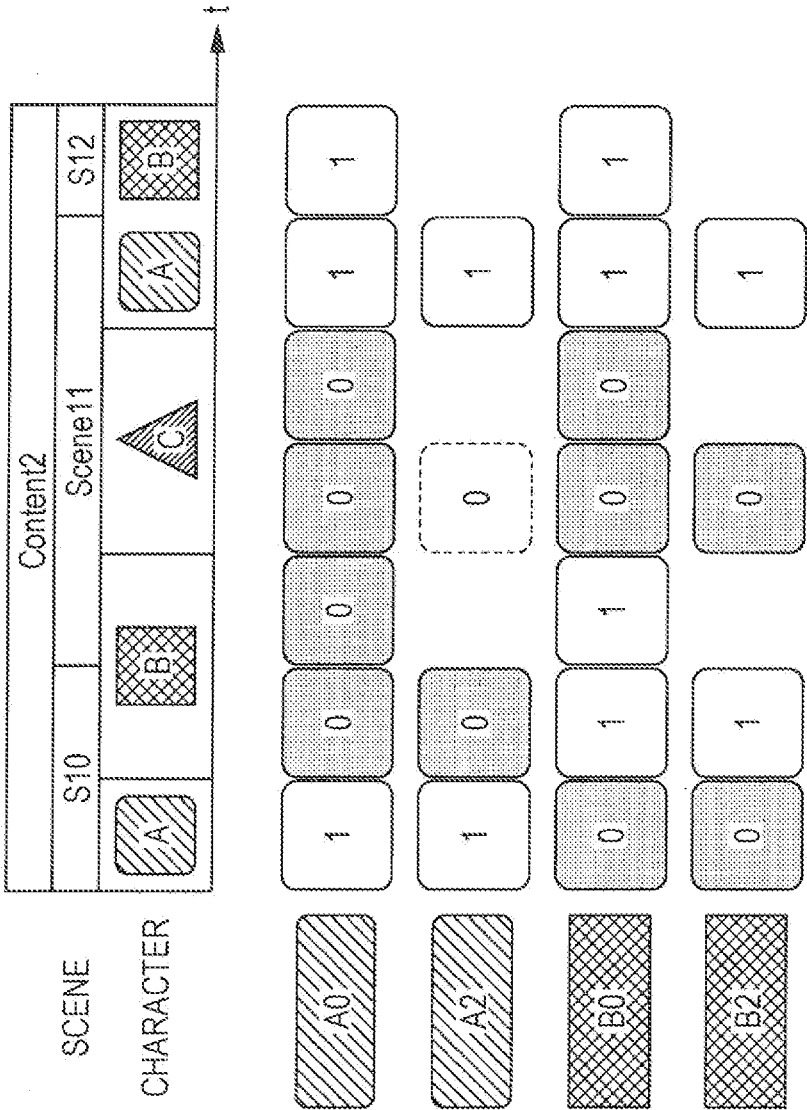 Content2
SCENE S10 Scene11 S12
CHARACTER A B C A B
t
A0 1 0 0 0 0 1 1
A2 1 0 0 1
B0 0 1 1 0 0 1 1
B2 0 1 0 1